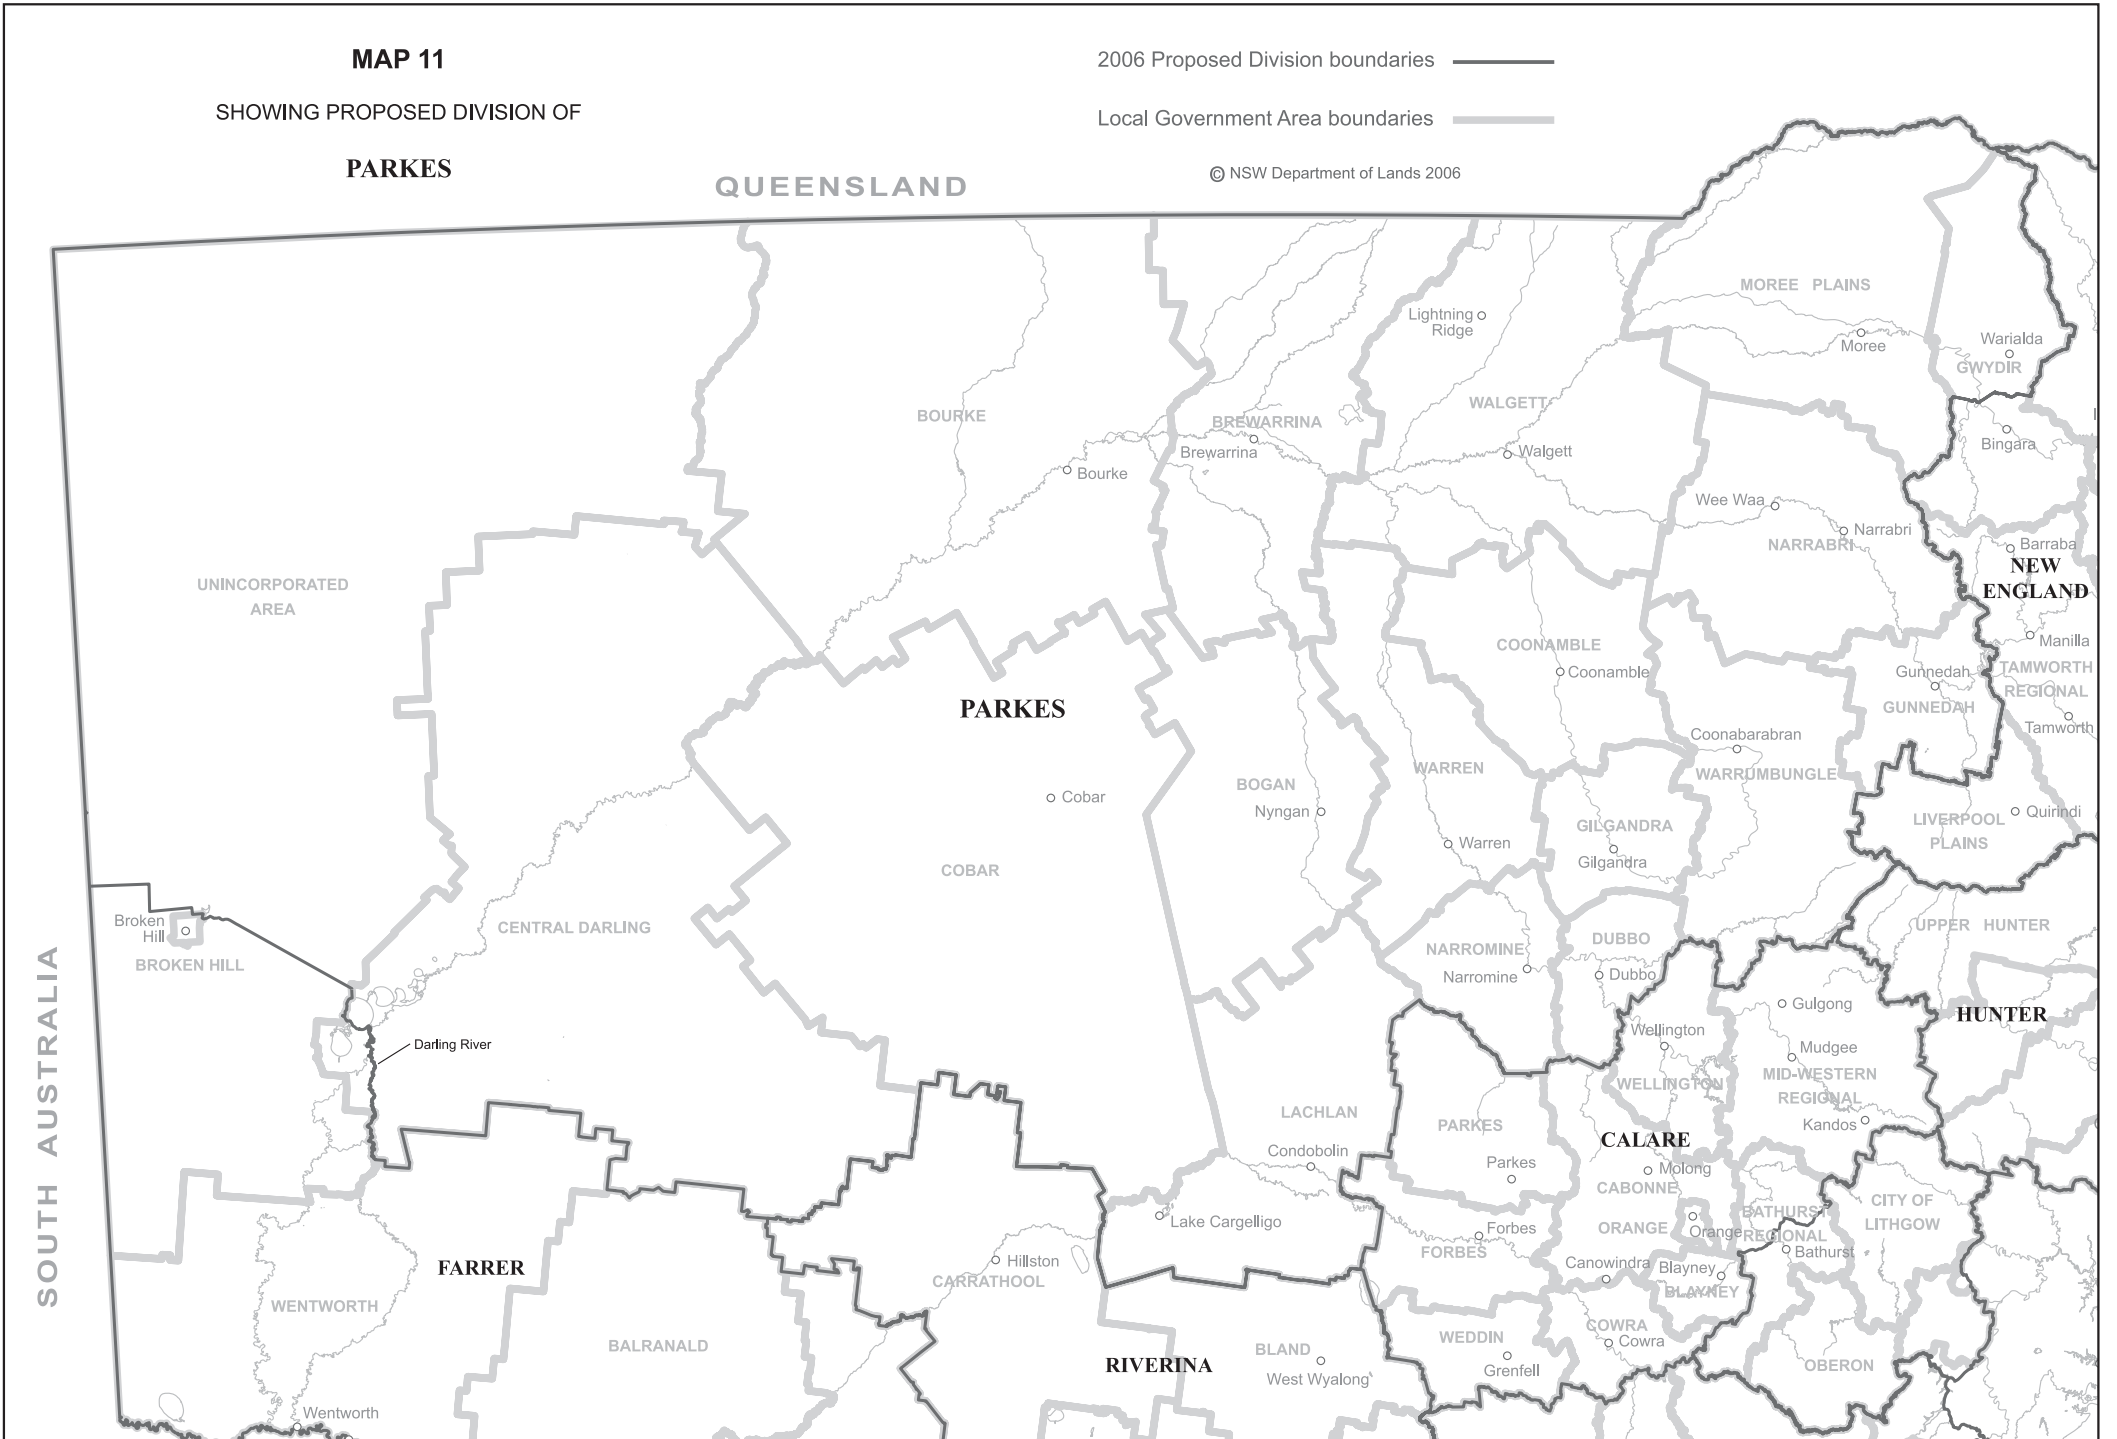 MAP 11
SHOWING PROPOSED DIVISION OF
PARKES
2006 Proposed Division boundaries
Local Government Area boundaries
© NSW Department of Lands 2006
QUEENSLAND
MOREE PLAINS
Lightning
Ridge
Moree
Warialda
GWYDIR
BOURKE
WALGETT
BREWARRINA
Brewarrina
Bourke
Walgett
Bingara
Wee Waa
Narrabri
NARRABRI
Barraba
NEW
ENGLAND
UNINCORPORATED
AREA
COONAMBLE
Coonamble
Manilla
Gunnedah
TAMWORTH
REGIONAL
GUNNEDAH
Tamworth
PARKES
Coonabarabran
WARRUMBUNGLE
WARREN
BOGAN
Nyngan
Cobar
GILGANDRA
Gilgandra
Warren
LIVERPOOL
PLAINS
Quirindi
COBAR
Broken
Hill
BROKEN HILL
CENTRAL DARLING
NARROMINE
Narromine
DUBBO
Dubbo
UPPER HUNTER
Gulgong
HUNTER
SOUTH AUSTRALIA
Darling River
Wellington
WELLINGTON
Mudgee
MID-WESTERN
REGIONAL
Kandos
LACHLAN
Condobolin
PARKES
Parkes
CALARE
Molong
CABONNE
Lake Cargelligo
Forbes
FORBES
ORANGE
Orange
BATHURST
REGIONAL
Bathurst
CITY OF
LITHGOW
FARRER
Hillston
CARRATHOOL
Canowindra
Blayney
BLAYNEY
WENTWORTH
BALRANALD
RIVERINA
BLAND
West Wyalong
WEDDIN
Grenfell
COWRA
Cowra
OBERON
Wentworth